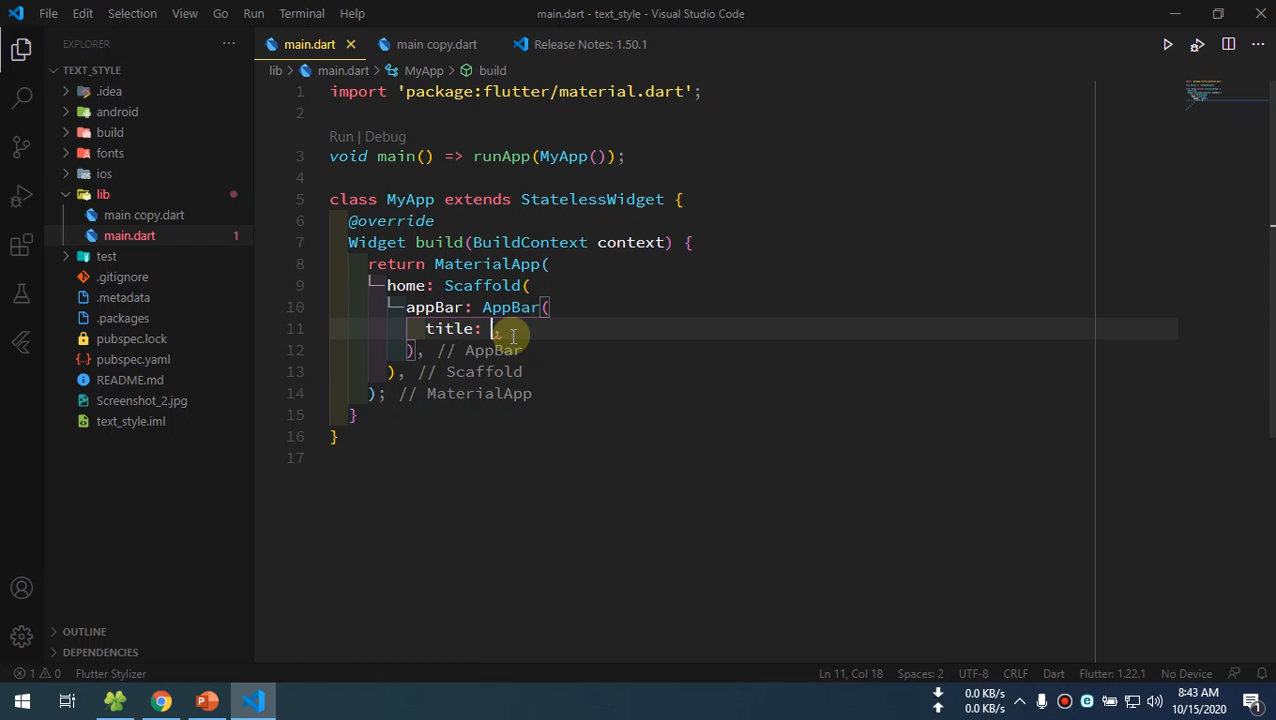 File Edit Selection View Go Run Terminal Help
main.dart - text_style - Visual Studio Code
EXPLORER
main.dart
main copy.dart
Release Notes: 1.50.1
TEXT_STYLE
lib main.dart MyApp build
.idea
android
build
fonts
ios
lib
main copy.dart
main.dart 1
test
.gitignore
.metadata
.packages
pubspec.lock
pubspec.yaml
README.md
Screenshot_2.jpg
text_style.iml
OUTLINE
DEPENDENCIES
1 import 'package:flutter/material.dart';
2
Run | Debug
3 void main() => runApp(MyApp());
4
5 class MyApp extends StatelessWidget {
6 @override
7 Widget build(BuildContext context) {
8 return MaterialApp(
9 home: Scaffold(
10 appBar: AppBar(
11 title: ,
12 ), // AppBar
13 ), // Scaffold
14 ); // MaterialApp
15 }
16 }
17
1 0 Flutter Stylizer
Ln 11, Col 18 Spaces: 2 UTF-8 CRLF Dart Flutter: 1.22.1 No Device
0.0 KB/s
0.0 KB/s
8:43 AM
10/15/2020
1